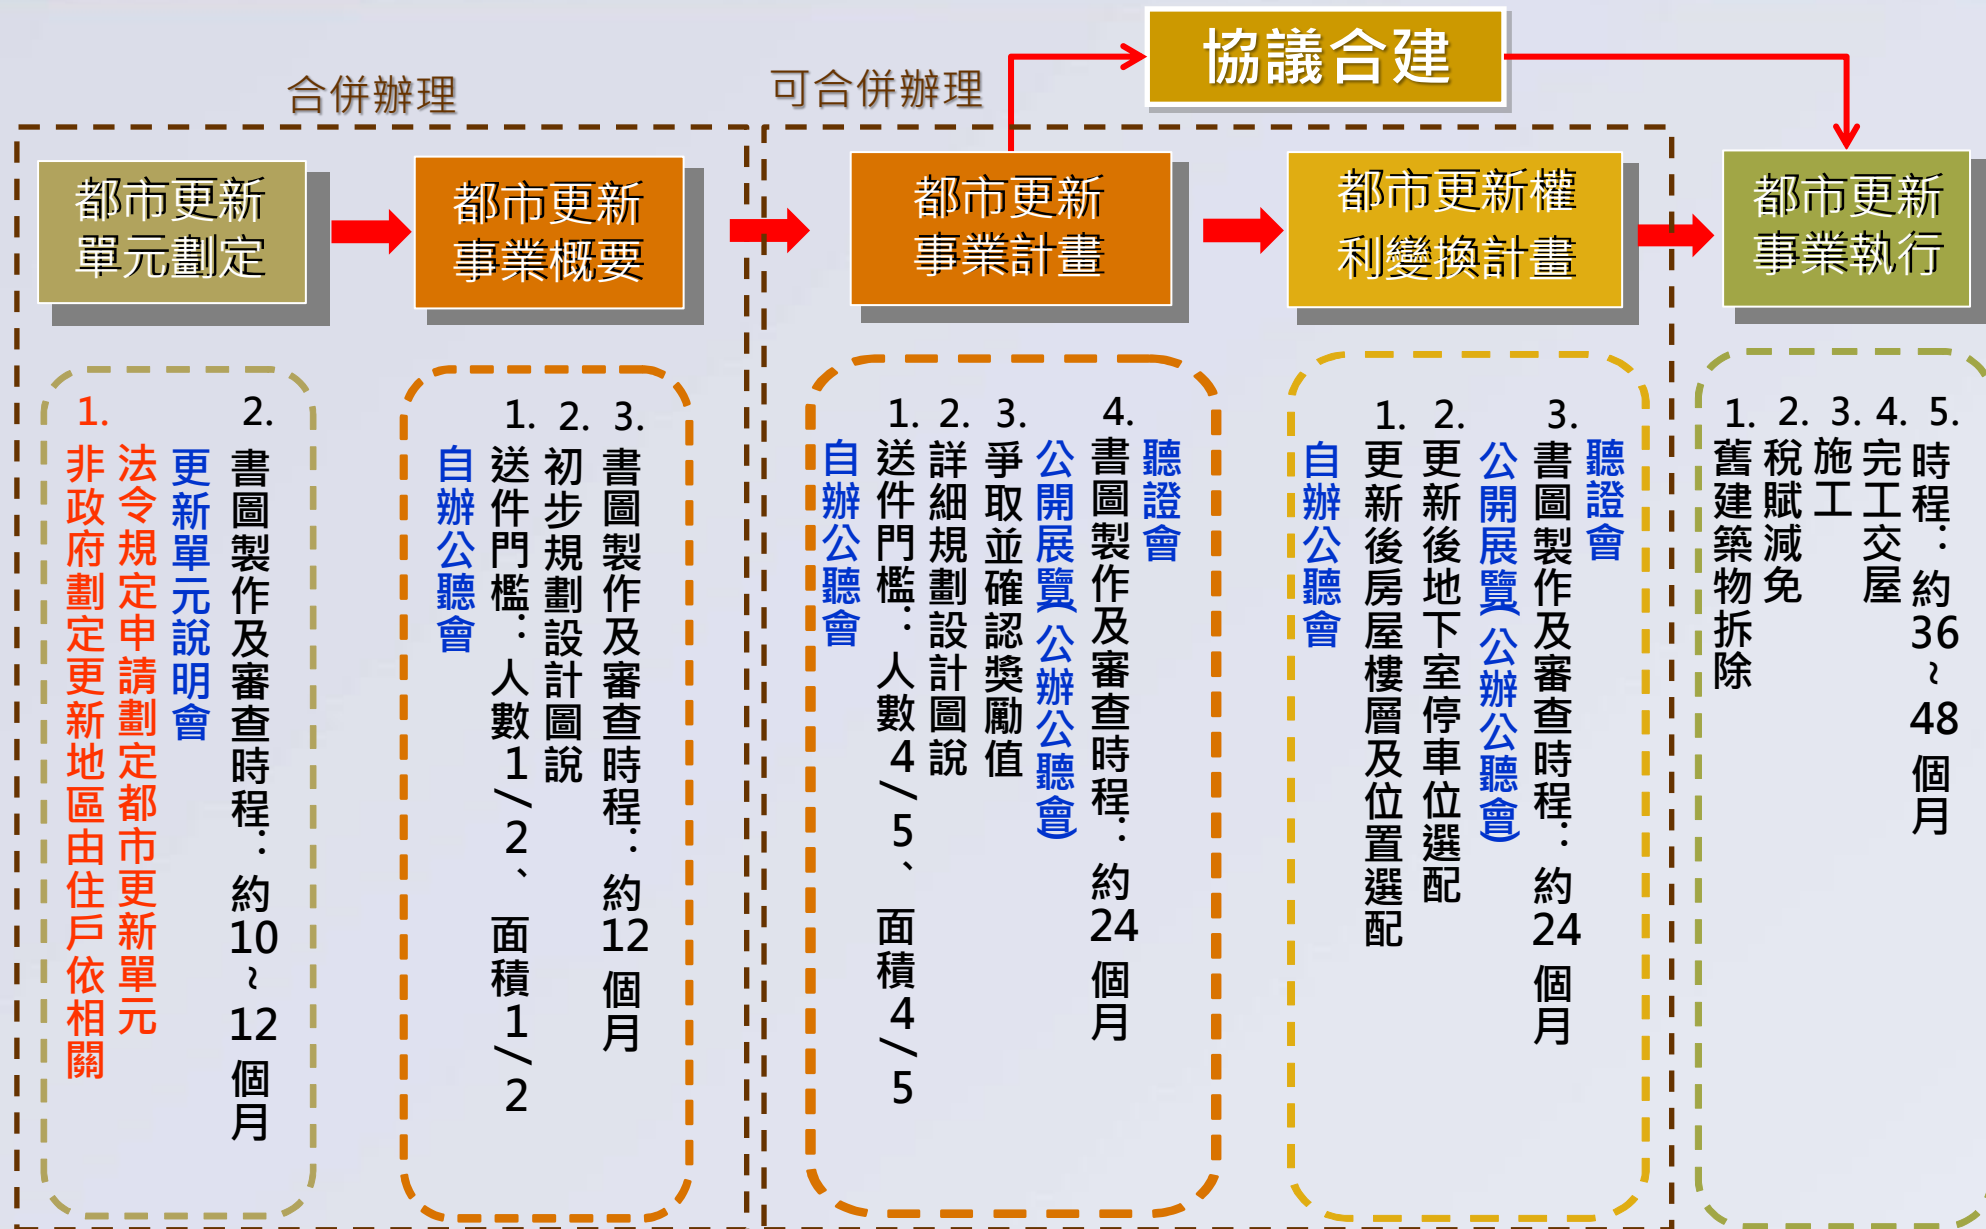 協議合建
合併辦理
可合併辦理
都市更新
單元劃定
都市更新
事業概要
都市更新
事業計畫
都市更新權
利變換計畫
都市更新
事業執行
1.
非政府劃定更新地區由住戶依相關
法令規定申請劃定都市更新單元
更新單元說明會
2.
書圖製作及審查時程：約10~12個月
自辦公聽會
1.
送件門檻：人數1/2、面積1/2
2.
初步規劃設計圖說
3.
書圖製作及審查時程：約12個月
自辦公聽會
1.
送件門檻：人數4/5、面積4/5
2.
詳細規劃設計圖說
3.
爭取並確認獎勵值
公開展覽(公辦公聽會)
4.
書圖製作及審查時程：約24個月
聽證會
自辦公聽會
1.
更新後房屋樓層及位置選配
2.
更新後地下室停車位選配
公開展覽(公辦公聽會)
3.
書圖製作及審查時程：約24個月
聽證會
1.
舊建築物拆除
2.
稅賦減免
3.
施工
4.
完工交屋
5.
時程：約36~48個月